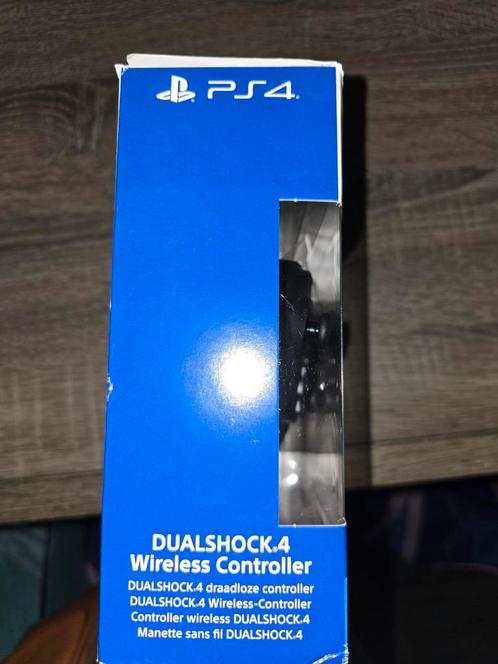 PS4
DUALSHOCK.4
Wireless Controller
DUALSHOCK.4 draadloze controller
DUALSHOCK.4 Wireless-Controller
Controller wireless DUALSHOCK.4
Manette sans fil DUALSHOCK.4